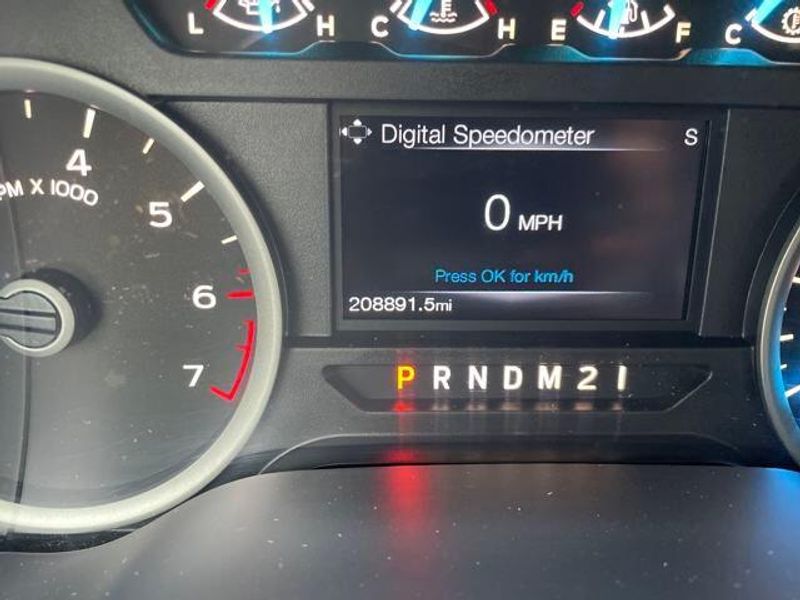 L H C H E F C
4
PM X 1000
5
6
7
Digital Speedometer S
0 MPH
Press OK for km/h
208891.5mi
P R N D M 2 1